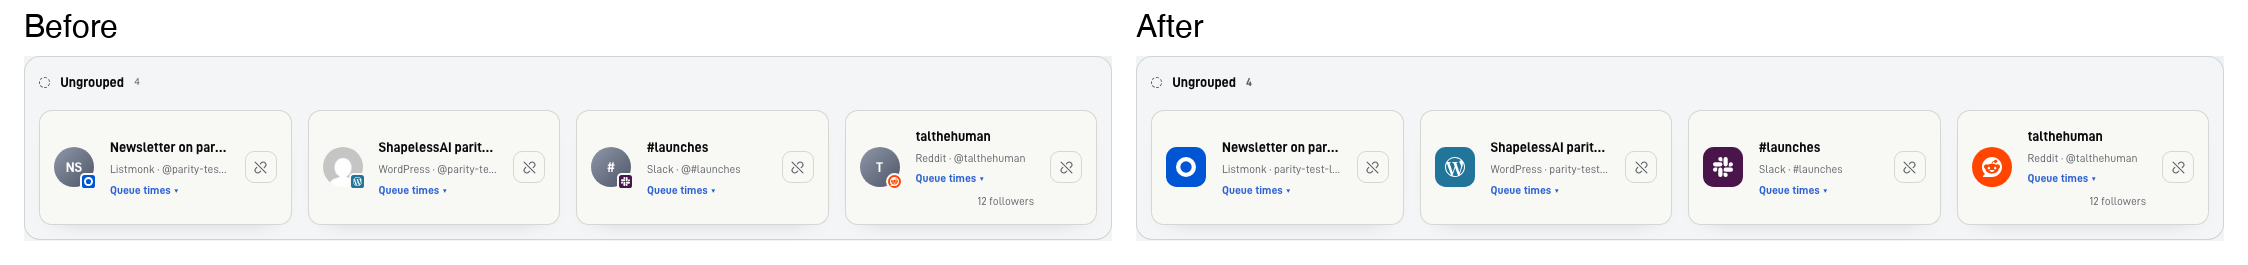 Before
Ungrouped 4
NS
Newsletter on par...
Listmonk · @parity-tes...
Queue times ▾
ShapelessAI parit...
WordPress · @parity-te...
Queue times ▾
#
#launches
Slack · @#launches
Queue times ▾
T
talthehuman
Reddit · @talthehuman
Queue times ▾
12 followers
After
Ungrouped 4
Newsletter on par...
Listmonk · parity-test-l...
Queue times ▾
ShapelessAI parit...
WordPress · parity-test...
Queue times ▾
#launches
Slack · #launches
Queue times ▾
talthehuman
Reddit · @talthehuman
Queue times ▾
12 followers